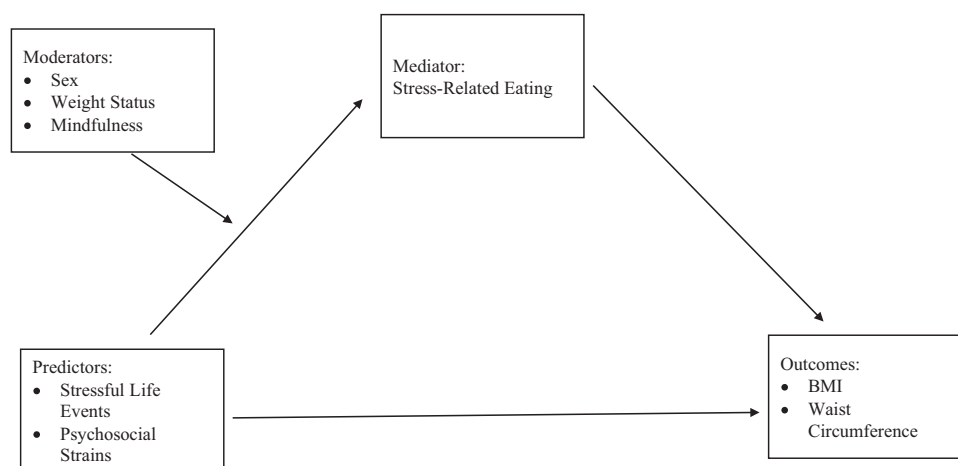 Moderators:
• Sex
• Weight Status
• Mindfulness
Mediator:
Stress-Related Eating
Predictors:
• Stressful Life
Events
• Psychosocial
Strains
Outcomes:
• BMI
• Waist
Circumference